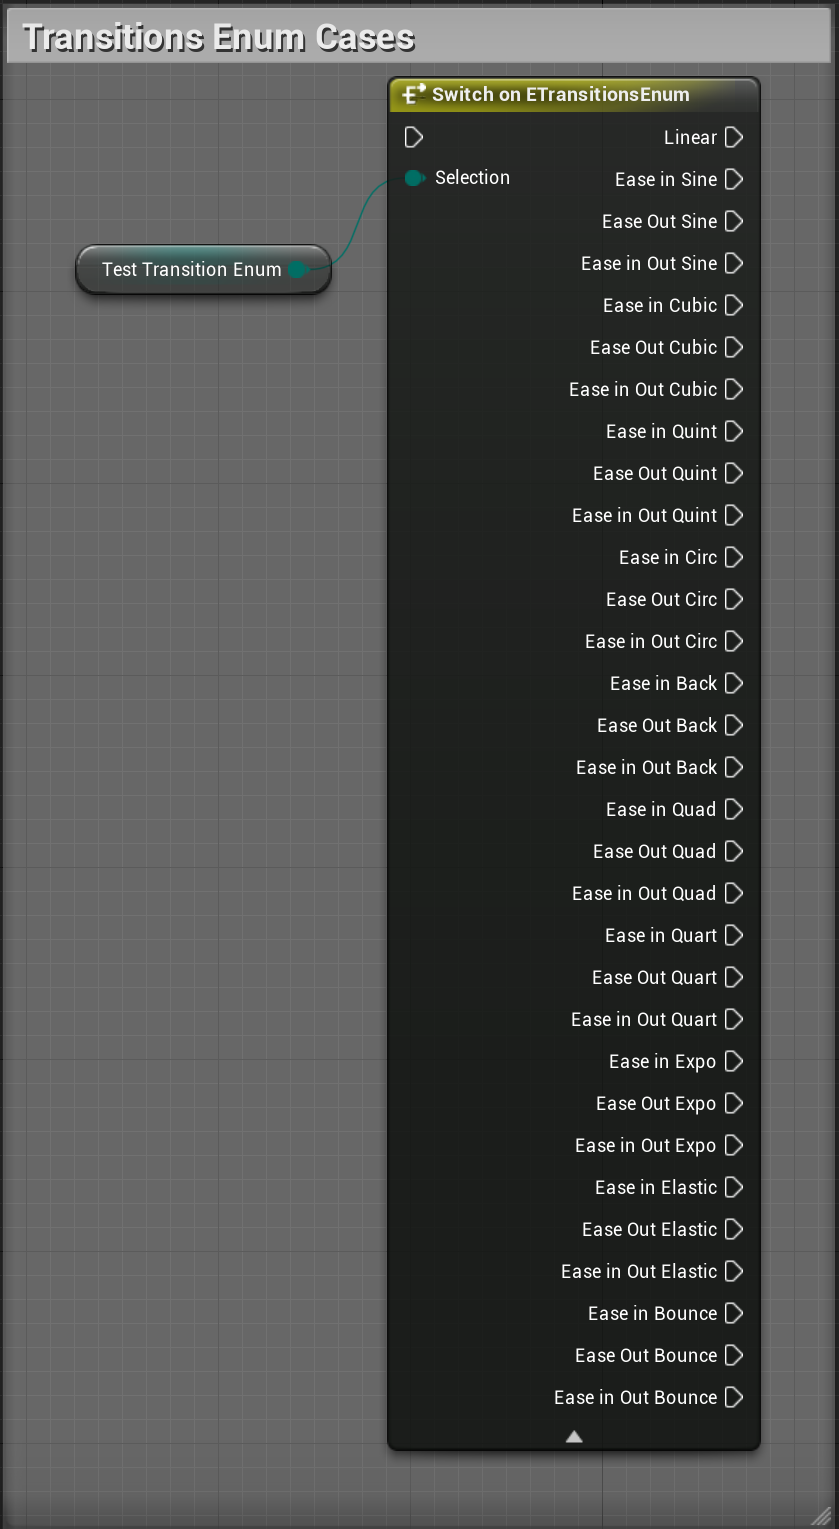 Transitions Enum Cases
Switch on ETransitionsEnum
Linear
Selection
Ease in Sine
Ease Out Sine
Test Transition Enum
Ease in Out Sine
Ease in Cubic
Ease Out Cubic
Ease in Out Cubic
Ease in Quint
Ease Out Quint
Ease in Out Quint
Ease in Circ
Ease Out Circ
Ease in Out Circ
Ease in Back
Ease Out Back
Ease in Out Back
Ease in Quad
Ease Out Quad
Ease in Out Quad
Ease in Quart
Ease Out Quart
Ease in Out Quart
Ease in Expo
Ease Out Expo
Ease in Out Expo
Ease in Elastic
Ease Out Elastic
Ease in Out Elastic
Ease in Bounce
Ease Out Bounce
Ease in Out Bounce